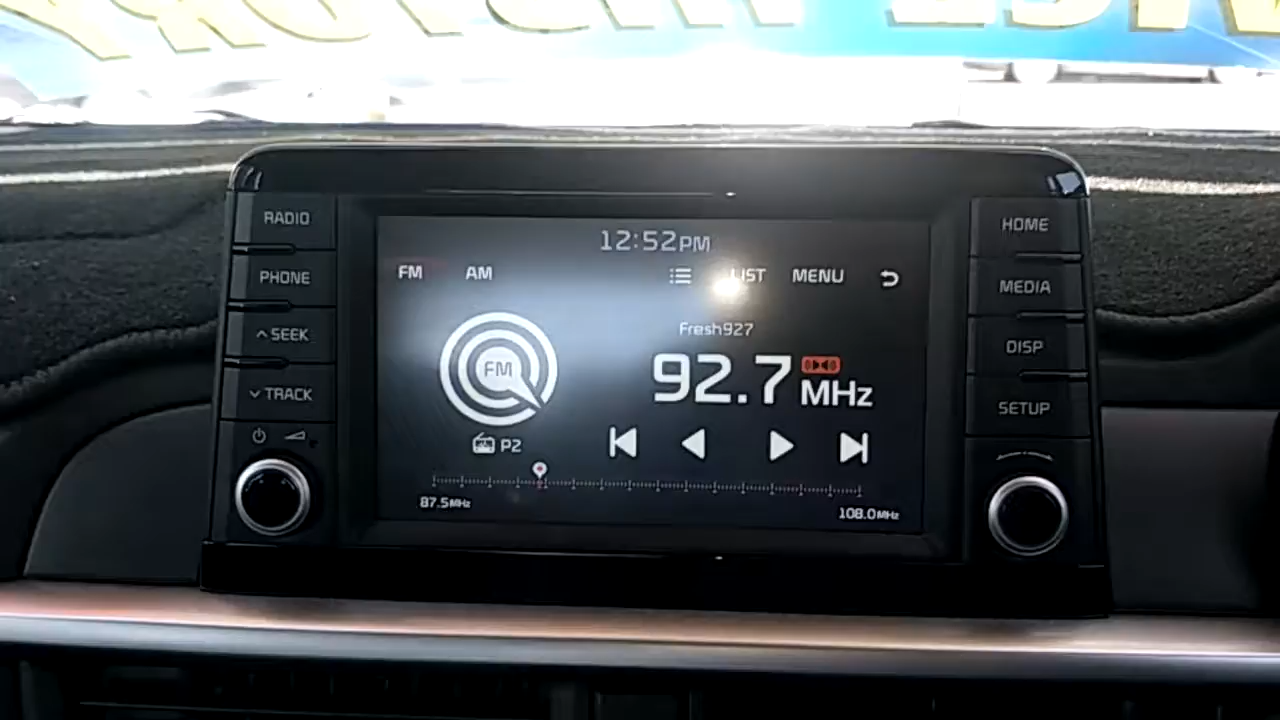 RADIO
PHONE
SEEK
TRACK
12:52PM
FM AM LIST MENU
Fresh927
92.7 MHz
FM
P2
87.5MHz
108.0MHz
HOME
MEDIA
DISP
SETUP